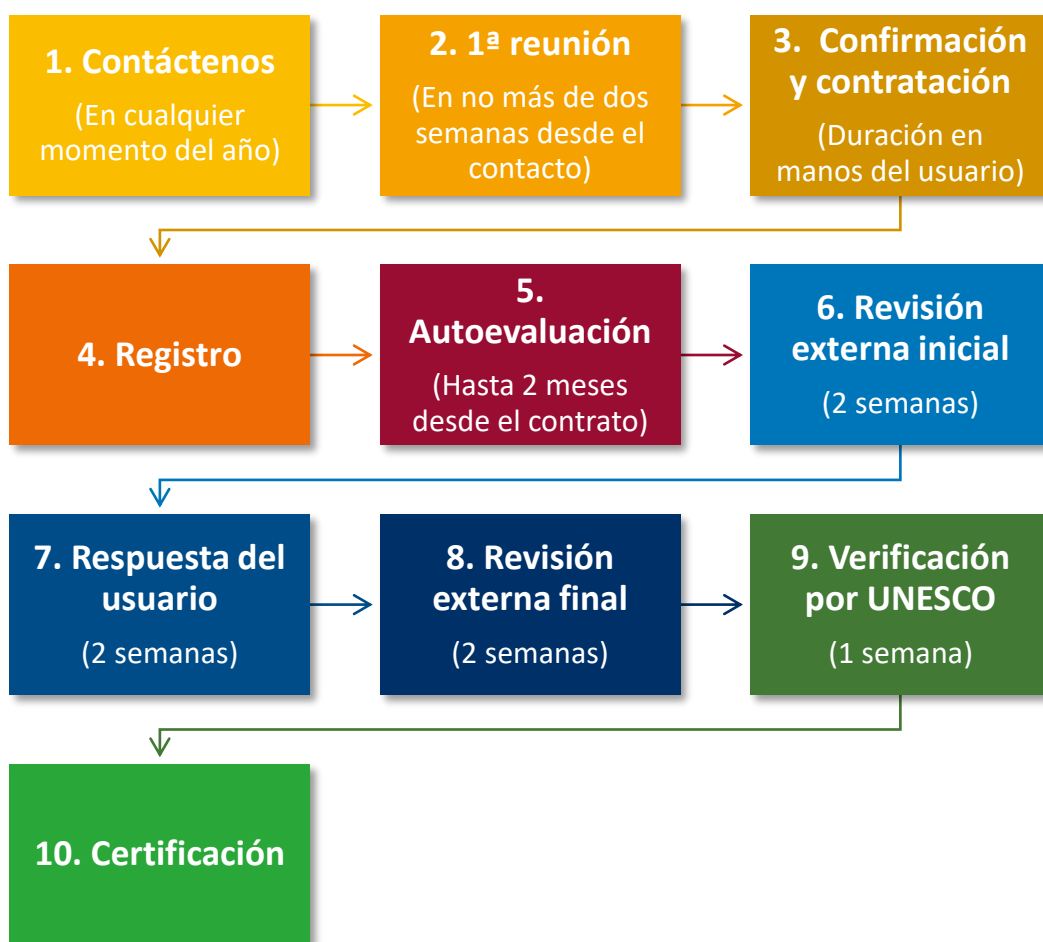 1. Contáctenos
(En cualquier
momento del año)
2. 1ª reunión
(En no más de dos
semanas desde el
contacto)
3. Confirmación
y contratación
(Duración en
manos del usuario)
4. Registro
5.
Autoevaluación
(Hasta 2 meses
desde el contrato)
6. Revisión
externa inicial
(2 semanas)
7. Respuesta del
usuario
(2 semanas)
8. Revisión
externa final
(2 semanas)
9. Verificación
por UNESCO
(1 semana)
10. Certificación